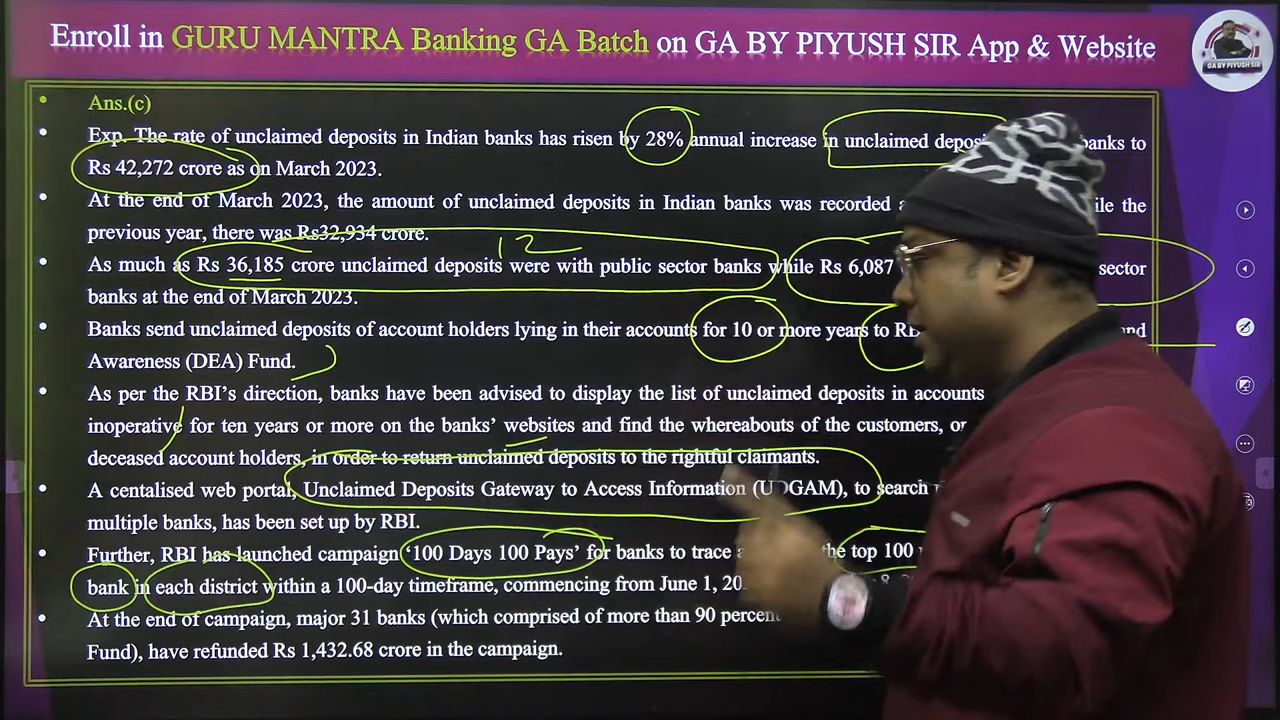 Enroll in GURU MANTRA Banking GA Batch on GA BY PIYUSH SIR App & Website
GA BY PIYUSH SIR
• Ans.(c)
• Exp. The rate of unclaimed deposits in Indian banks has risen by 28% annual increase in unclaimed banks to
Rs 42,272 crore as on March 2023.
• At the end of March 2023, the amount of unclaimed deposits in Indian banks was recorded the
previous year, there was Rs32,934 crore.
12
• As much as Rs 36,185 crore unclaimed deposits were with public sector banks while Rs 6,087 sector
banks at the end of March 2023.
• Banks send unclaimed deposits of account holders lying in their accounts for 10 or more years to
Awareness (DEA) Fund.
• As per the RBI's direction, banks have been advised to display the list of unclaimed deposits in accounts
inoperative for ten years or more on the banks' websites and find the whereabouts of the customers, or
deceased account holders, in order to return unclaimed deposits to the rightful claimants.
• A centalised web portal, Unclaimed Deposits Gateway to Access Information (UDGAM), to search
multiple banks, has been set up by RBI.
• Further, RBI has launched campaign '100 Days 100 Pays' for banks to trace the top 100
bank in each district within a 100-day timeframe, commencing from June 1,
• At the end of campaign, major 31 banks (which comprised of more than 90 percent
Fund), have refunded Rs 1,432.68 crore in the campaign.